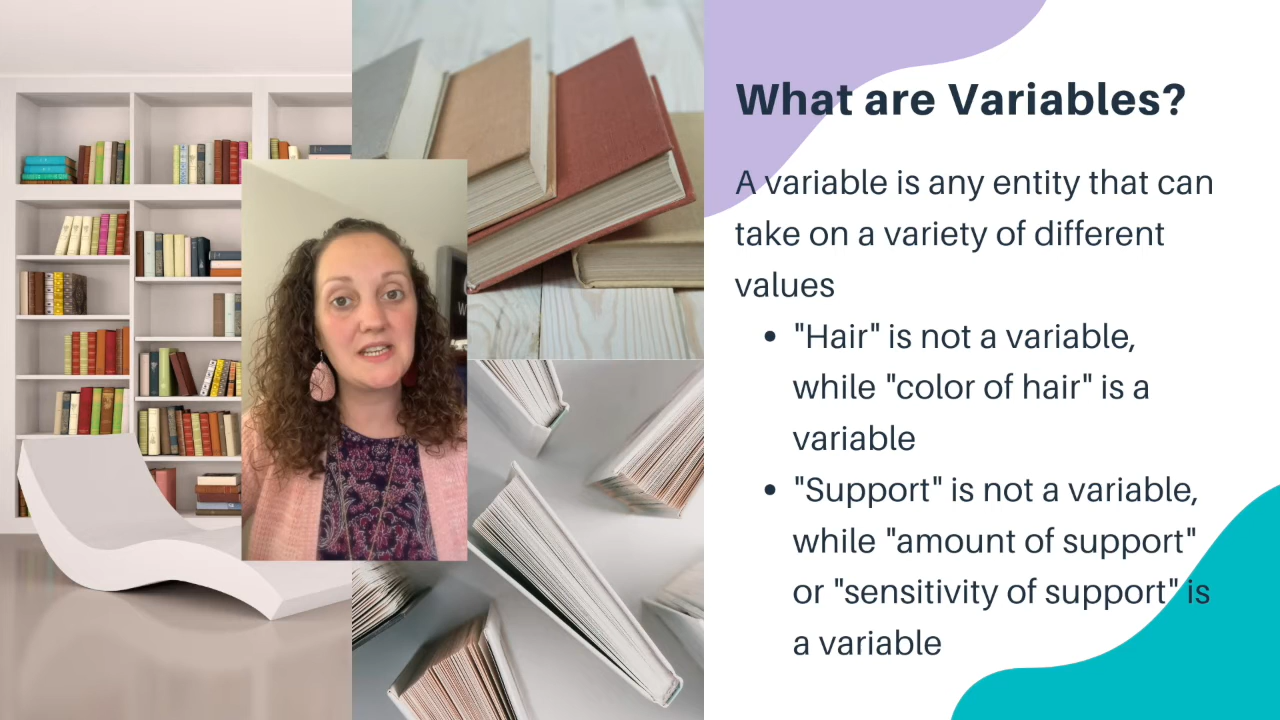 What are Variables?
A variable is any entity that can
take on a variety of different
values
• "Hair" is not a variable,
while "color of hair" is a
variable
• "Support" is not a variable,
while "amount of support"
or "sensitivity of support" is
a variable